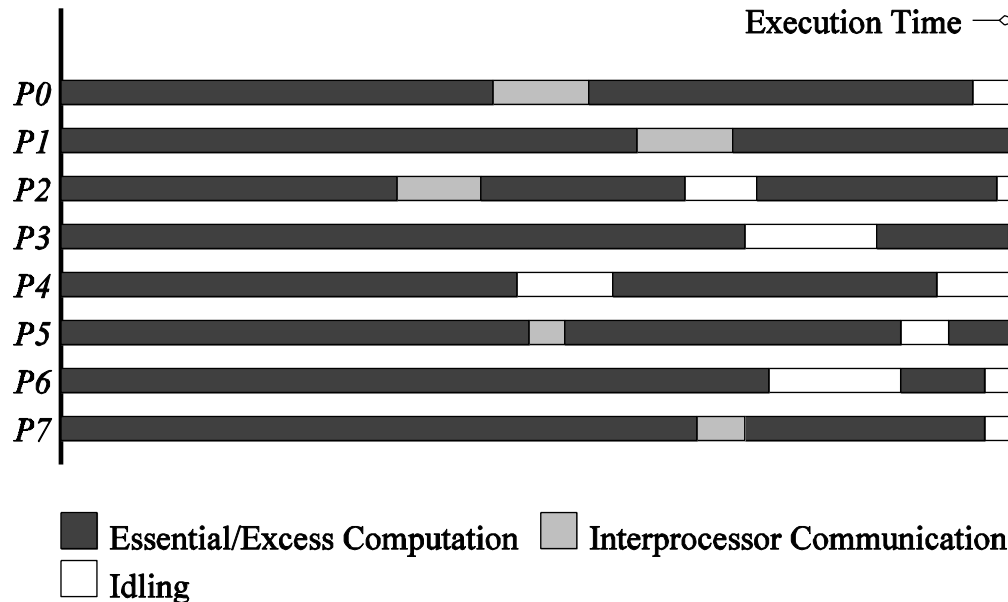 Execution Time
P0
P1
P2
P3
P4
P5
P6
P7
Essential/Excess Computation Interprocessor Communication
Idling